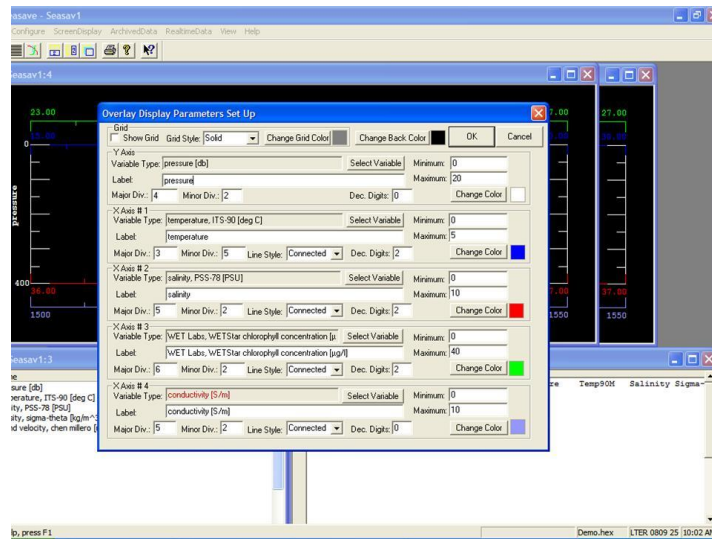 easave - Seasav1
Configure ScreenDisplay ArchivedData RealtimeData View Help
Seasav1:4
23.00
0
pressure
400
36.00
1500
Overlay Display Parameters Set Up
Grid
Show Grid Grid Style: Solid Change Grid Color Change Back Color OK Cancel
Y Axis
Variable Type: pressure [db] Select Variable Minimum: 0
Label: pressure Maximum: 20
Major Div.: 4 Minor Div.: 2 Dec. Digits: 0 Change Color
X Axis # 1
Variable Type: temperature, ITS-90 [deg C] Select Variable Minimum: 0
Label: temperature Maximum: 5
Major Div.: 3 Minor Div.: 5 Line Style: Connected Dec. Digits: 2 Change Color
X Axis # 2
Variable Type: salinity, PSS-78 [PSU] Select Variable Minimum: 0
Label: salinity Maximum: 10
Major Div.: 5 Minor Div.: 2 Line Style: Connected Dec. Digits: 2 Change Color
X Axis # 3
Variable Type: WET Labs, WETStar chlorophyll concentration [µ Select Variable Minimum: 0
Label: WET Labs, WETStar chlorophyll concentration [µg/l] Maximum: 40
Major Div.: 6 Minor Div.: 2 Line Style: Connected Dec. Digits: 2 Change Color
X Axis # 4
Variable Type: conductivity [S/m] Select Variable Minimum: 0
Label: conductivity [S/m] Maximum: 10
Major Div.: 5 Minor Div.: 2 Line Style: Connected Dec. Digits: 0 Change Color
7.00 27.00
7.00 37.00
1550 1550
Seasav1:3
sure [db]
perature, ITS-90 [deg C]
nity, PSS-78 [PSU]
sity, sigma-theta [kg/m^3
nd velocity, chen millero [
re Temp90M Salinity Sigma-
lp, press F1 Demo.hex LTER 0809 25 10:02 AM